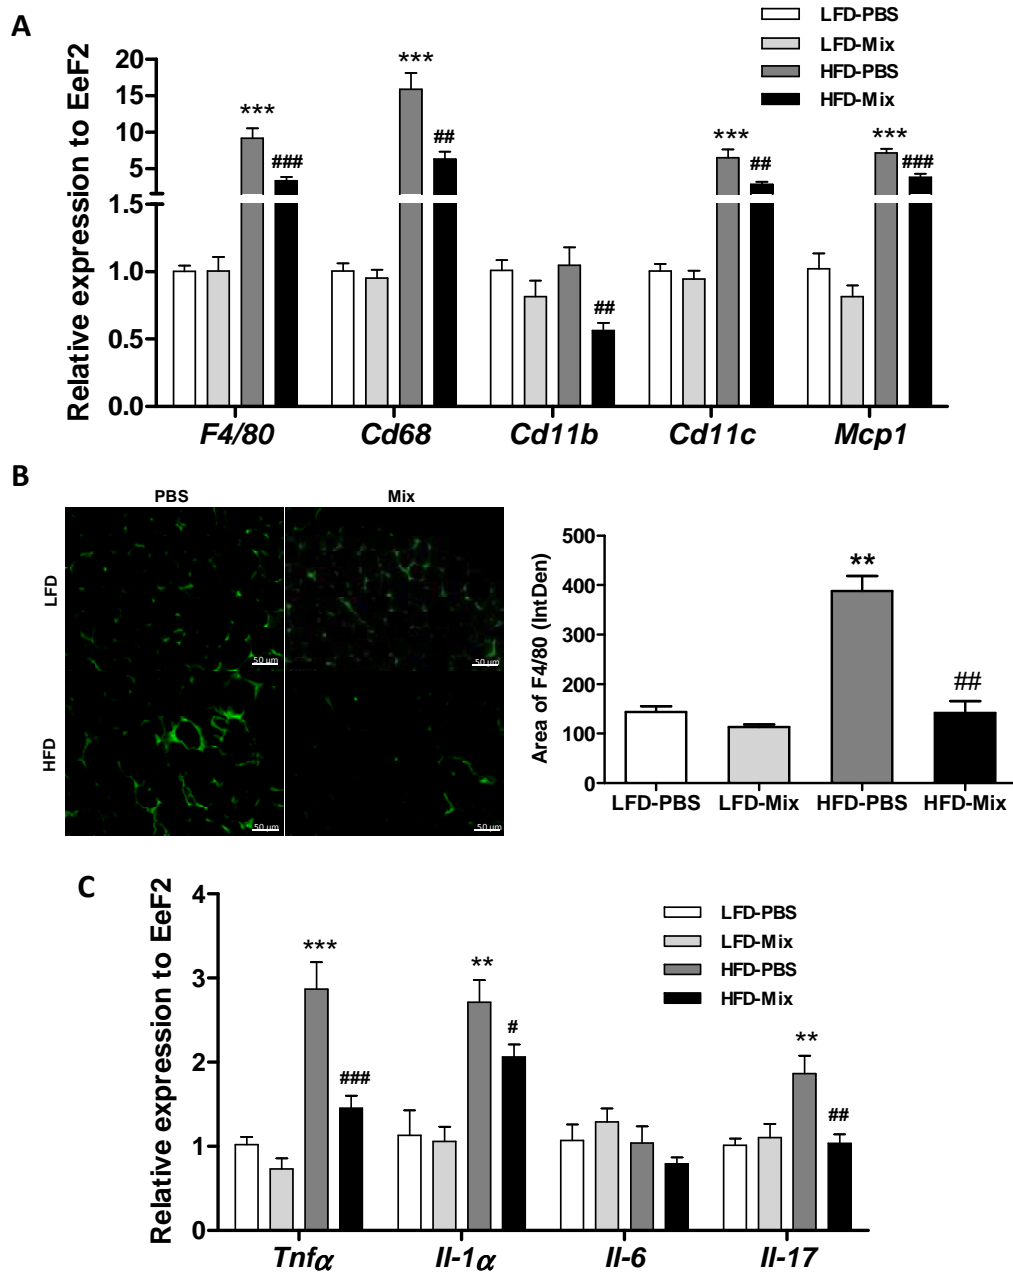 A
LFD-PBS
LFD-Mix
HFD-PBS
HFD-Mix
Relative expression to EeF2
20
15
10
5
1.5
1.0
0.5
0.0
***
###
***
##
##
***
##
***
###
F4/80 Cd68 Cd11b Cd11c Mcp1
B
PBS Mix
LFD
HFD
50 µm
50 µm
50 µm
50 µm
Area of F4/80 (IntDen)
500
400
300
200
100
0
**
##
LFD-PBS LFD-Mix HFD-PBS HFD-Mix
C
LFD-PBS
LFD-Mix
HFD-PBS
HFD-Mix
Relative expression to EeF2
4
3
2
1
0
***
###
**
#
**
##
Tnfα Il-1α Il-6 Il-17